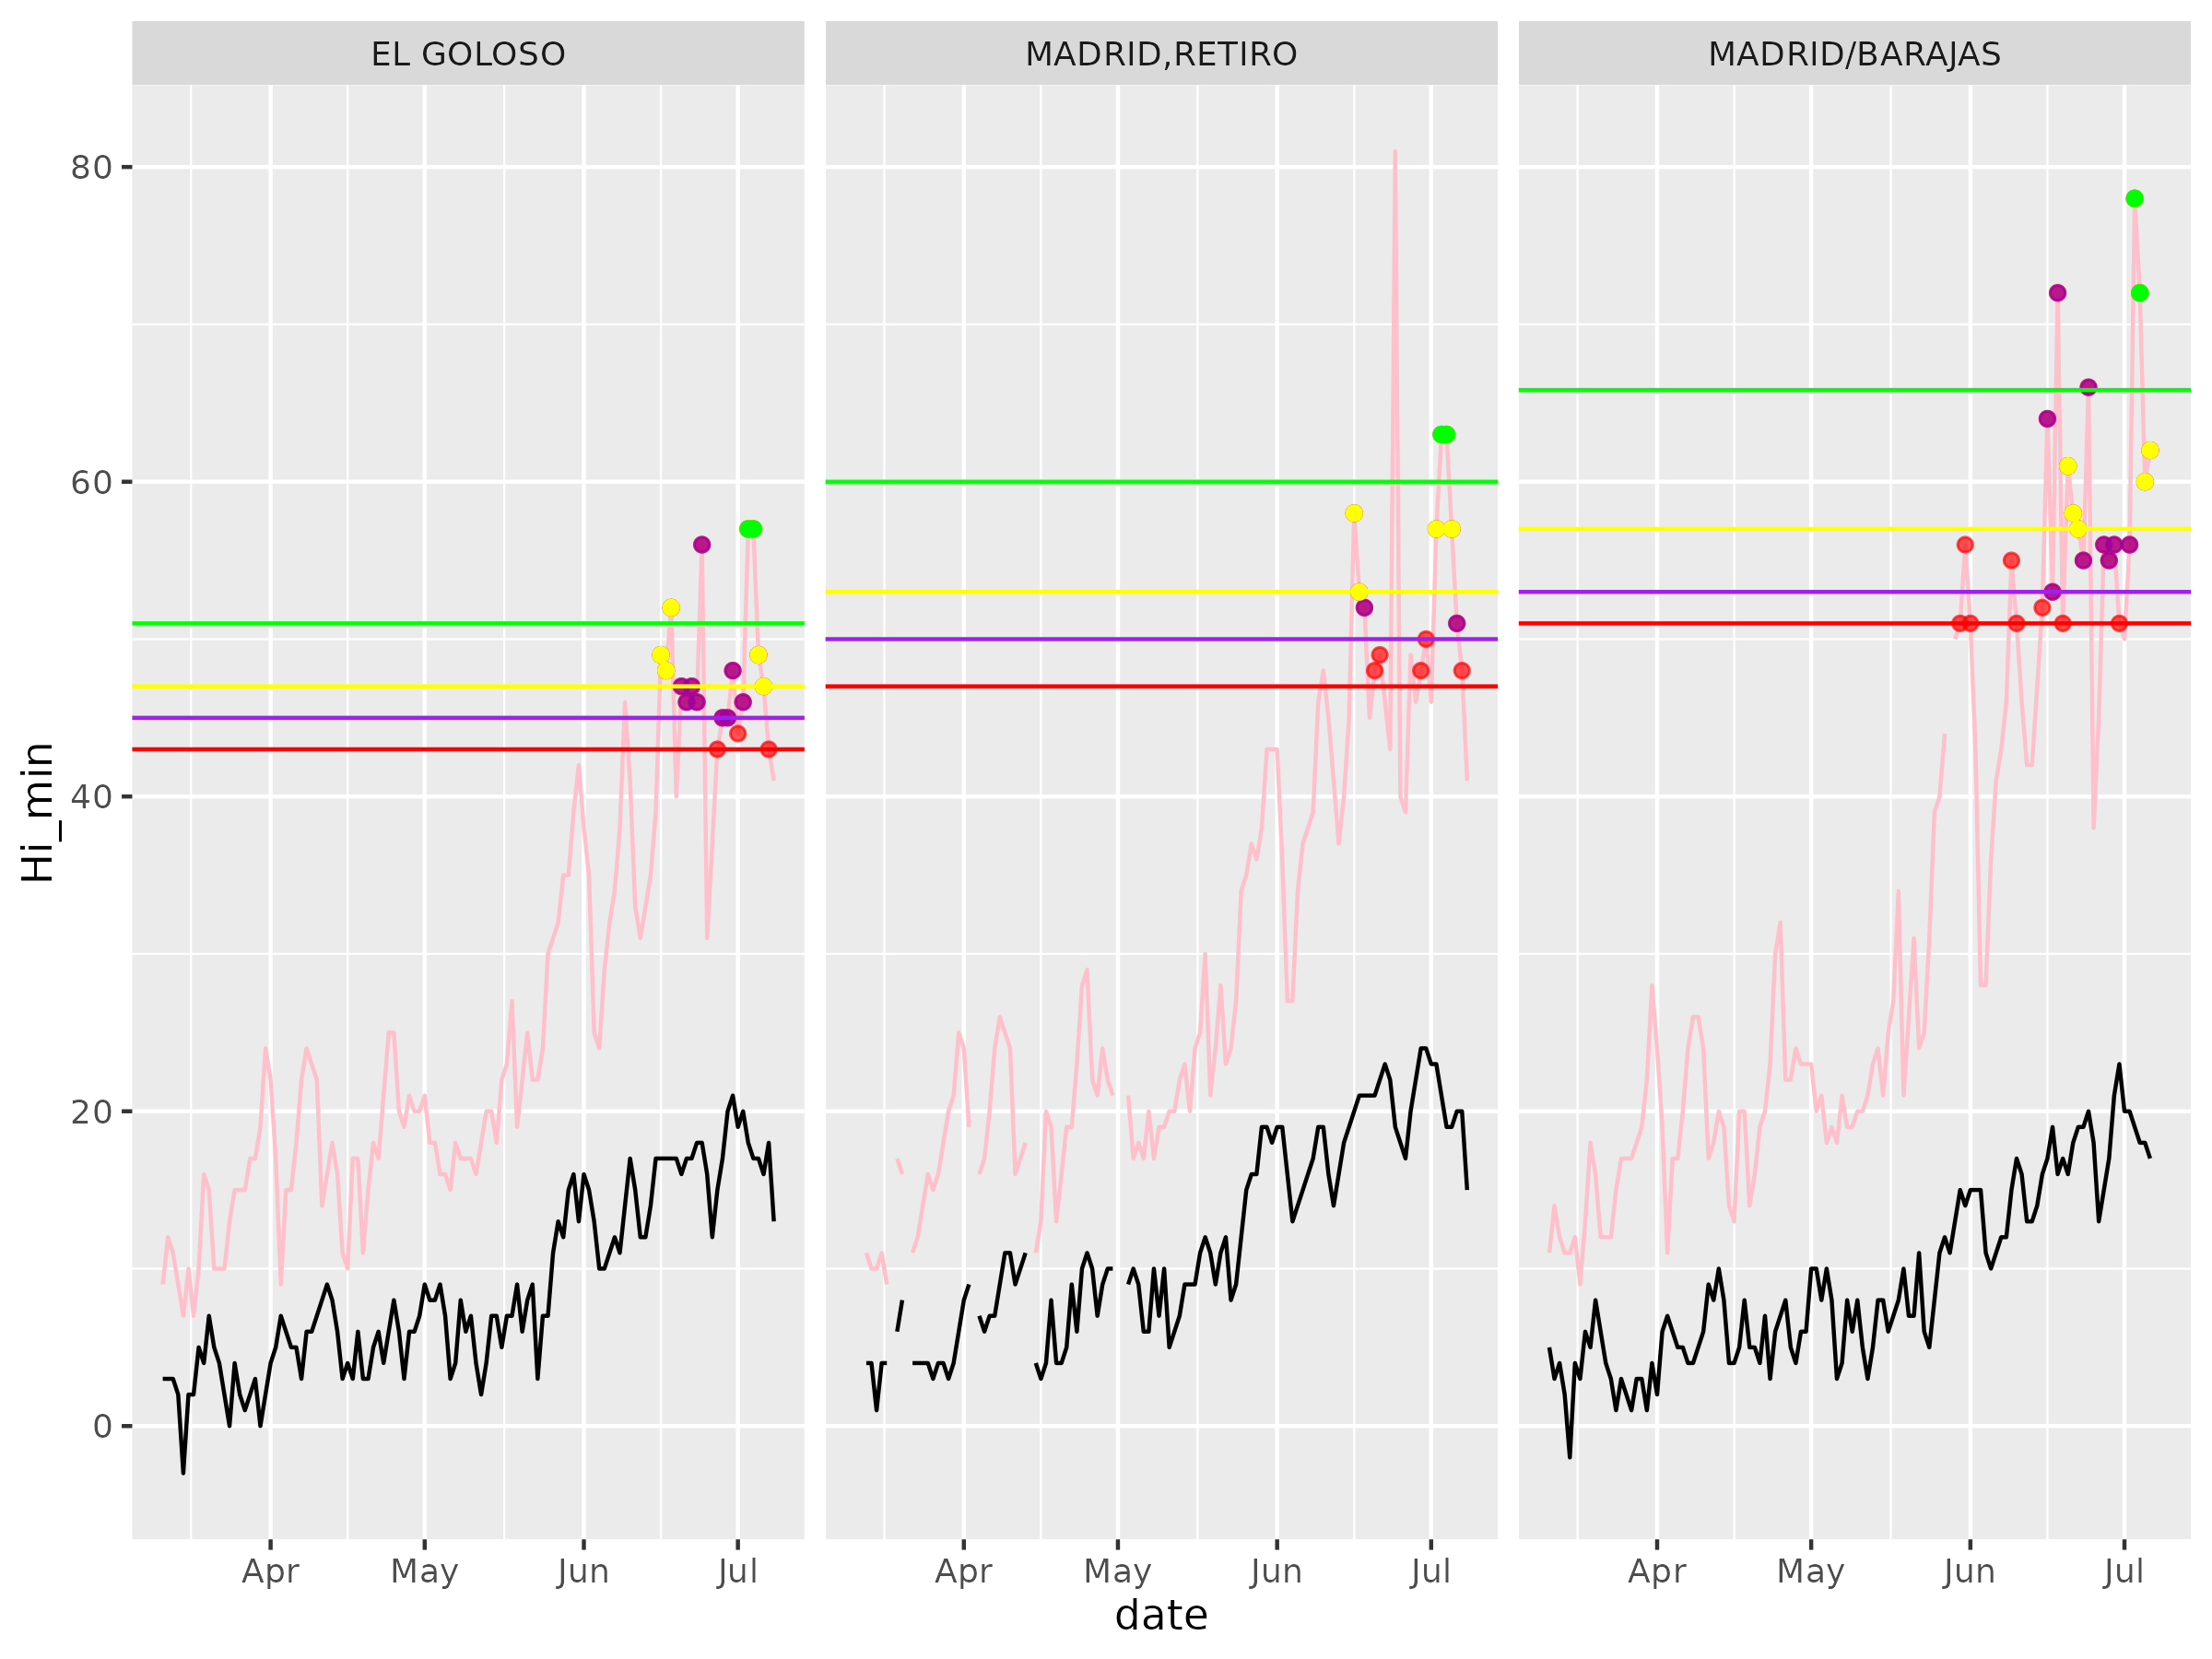 EL GOLOSO MADRID,RETIRO MADRID/BARAJAS
80
60
40
20
0
Hi_min
Apr May Jun Jul Apr May Jun Jul Apr May Jun Jul
date